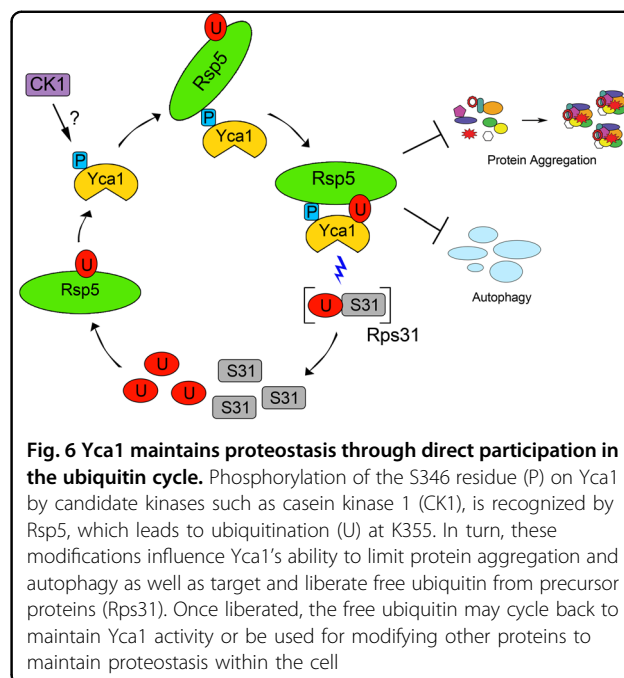 U
Rsp5
CK1
?
P
Yca1
P
Yca1
Rsp5
P
U
Yca1
Protein Aggregation
U
Rsp5
Autophagy
U S31
Rps31
U
U
U
S31
S31
S31
Fig. 6 Yca1 maintains proteostasis through direct participation in
the ubiquitin cycle. Phosphorylation of the S346 residue (P) on Yca1
by candidate kinases such as casein kinase 1 (CK1), is recognized by
Rsp5, which leads to ubiquitination (U) at K355. In turn, these
modifications influence Yca1's ability to limit protein aggregation and
autophagy as well as target and liberate free ubiquitin from precursor
proteins (Rps31). Once liberated, the free ubiquitin may cycle back to
maintain Yca1 activity or be used for modifying other proteins to
maintain proteostasis within the cell